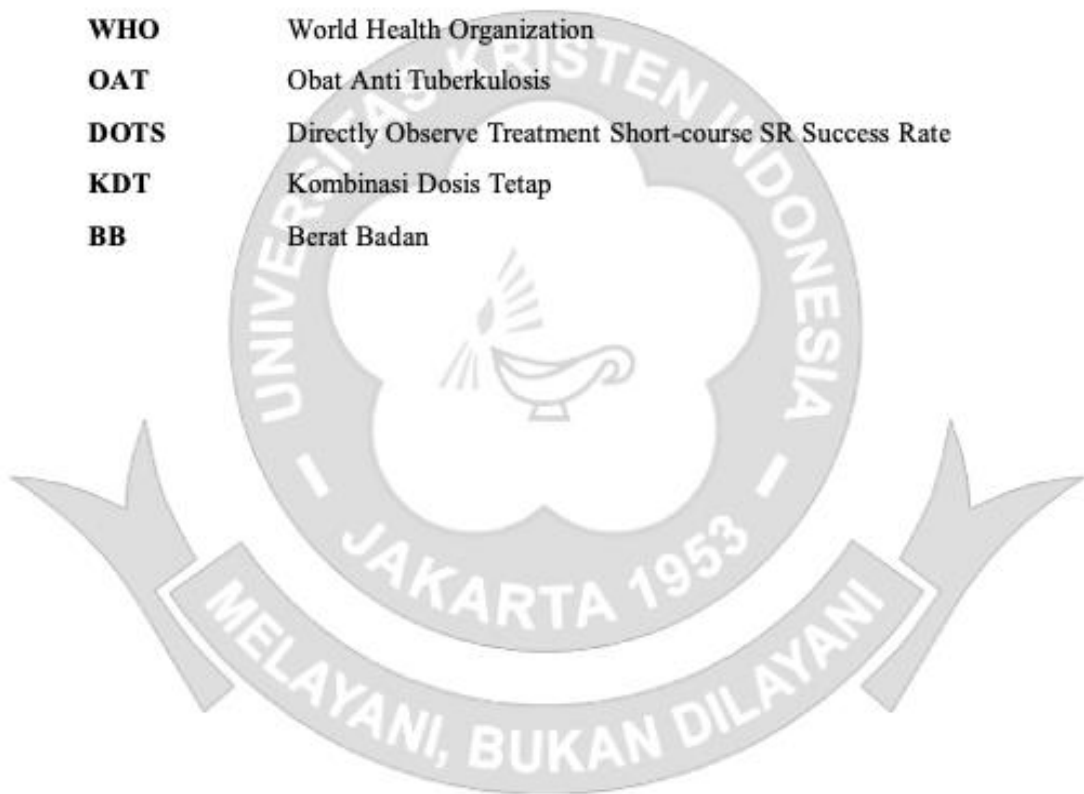 WHO World Health Organization
OAT Obat Anti Tuberkulosis
DOTS Directly Observe Treatment Short-course SR Success Rate
KDT Kombinasi Dosis Tetap
BB Berat Badan
UNIVERSITAS KRISTEN INDONESIA
- JAKARTA 1953 -
MELAYANI, BUKAN DILAYANI